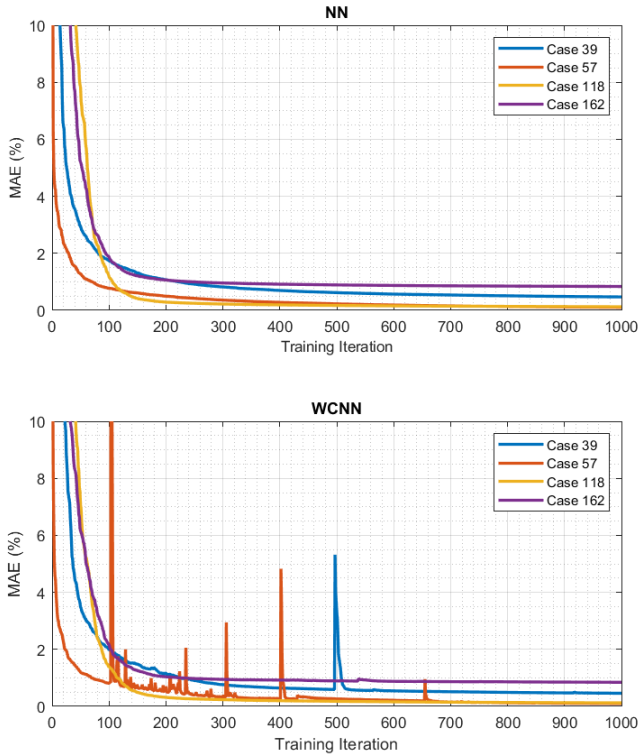 NN
10
8
6
4
2
0
MAE (%)
Case 39
Case 57
Case 118
Case 162
0 100 200 300 400 500 600 700 800 900 1000
Training Iteration
WCNN
10
8
6
4
2
0
MAE (%)
Case 39
Case 57
Case 118
Case 162
0 100 200 300 400 500 600 700 800 900 1000
Training Iteration